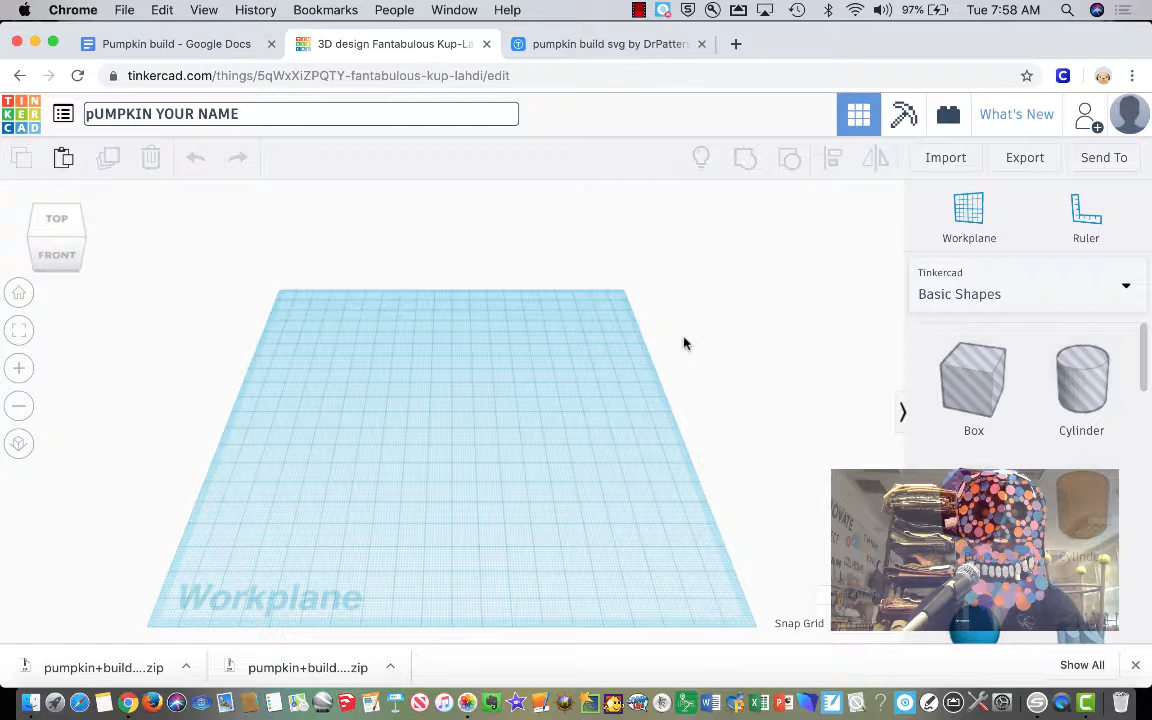 Chrome File Edit View History Bookmarks People Window Help 97% Tue 7:58 AM
Pumpkin build - Google Docs
3D design Fantabulous Kup-La
pumpkin build svg by DrPatters
tinkercad.com/things/5qWxXiZPQTY-fantabulous-kup-lahdi/edit
TIN
KER
CAD
pUMPKIN YOUR NAME
What's New
Import Export Send To
TOP
FRONT
Workplane Ruler
Tinkercad
Basic Shapes
Box Cylinder
Workplane
Snap Grid
pumpkin+build....zip
pumpkin+build....zip
Show All